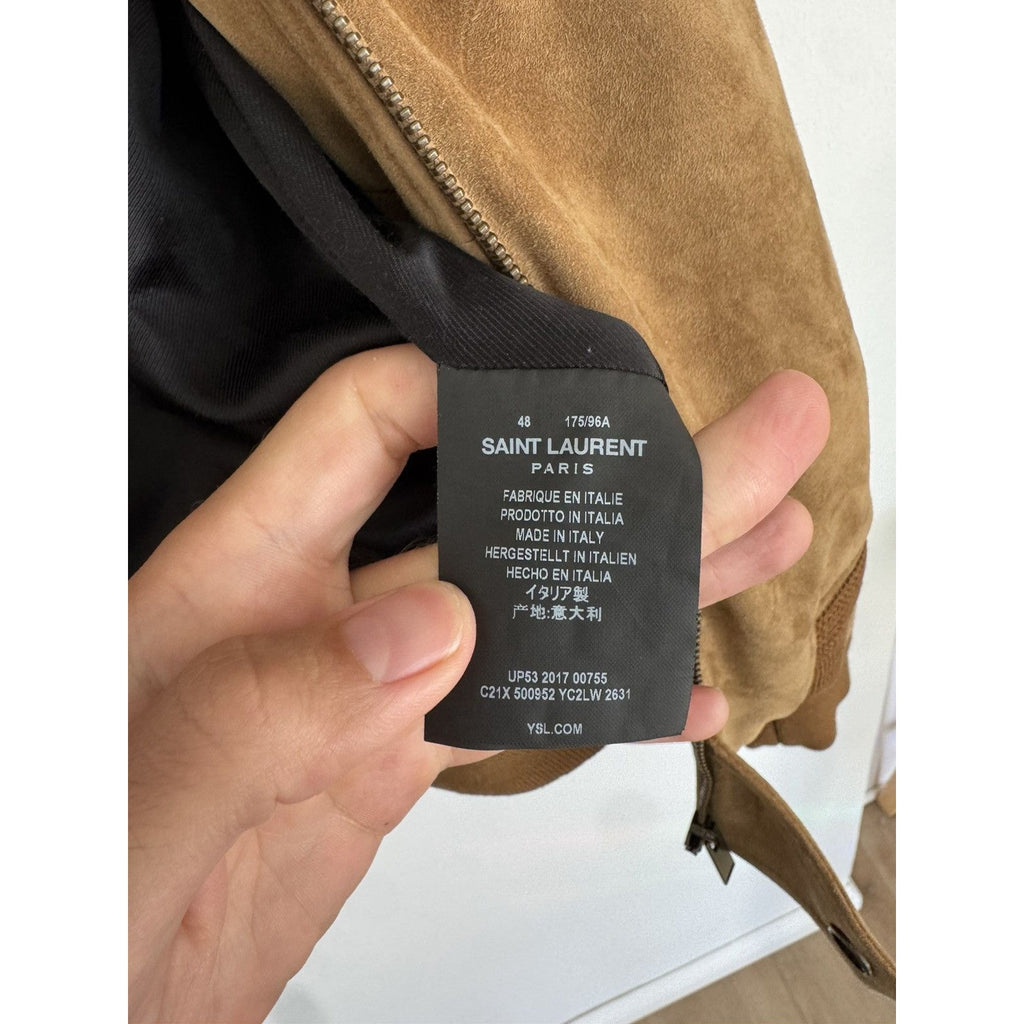 48 175/96A
SAINT LAURENT
PARIS
FABRIQUE EN ITALIE
PRODOTTO IN ITALIA
MADE IN ITALY
HERGESTELLT IN ITALIEN
HECHO EN ITALIA
イタリア製
产地:意大利
UP53 2017 00755
C21X 500952 YC2LW 2631
YSL.COM